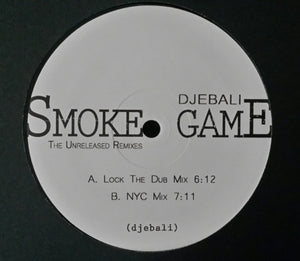 DJEBALI
SMOKE GAME
THE UNRELEASED REMIXES
A. LOCK THE DUB MIX 6:12
B. NYC MIX 7:11
(djebali)